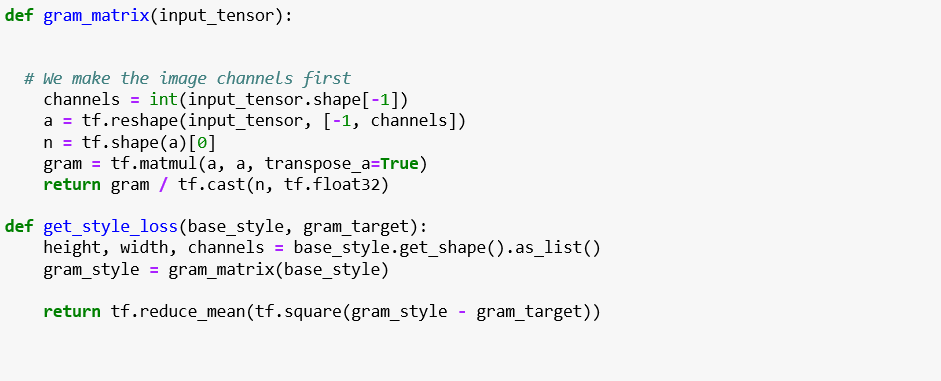 def gram_matrix(input_tensor):
# We make the image channels first
channels = int(input_tensor.shape[-1])
a = tf.reshape(input_tensor, [-1, channels])
n = tf.shape(a)[0]
gram = tf.matmul(a, a, transpose_a=True)
return gram / tf.cast(n, tf.float32)
def get_style_loss(base_style, gram_target):
height, width, channels = base_style.get_shape().as_list()
gram_style = gram_matrix(base_style)
return tf.reduce_mean(tf.square(gram_style - gram_target))